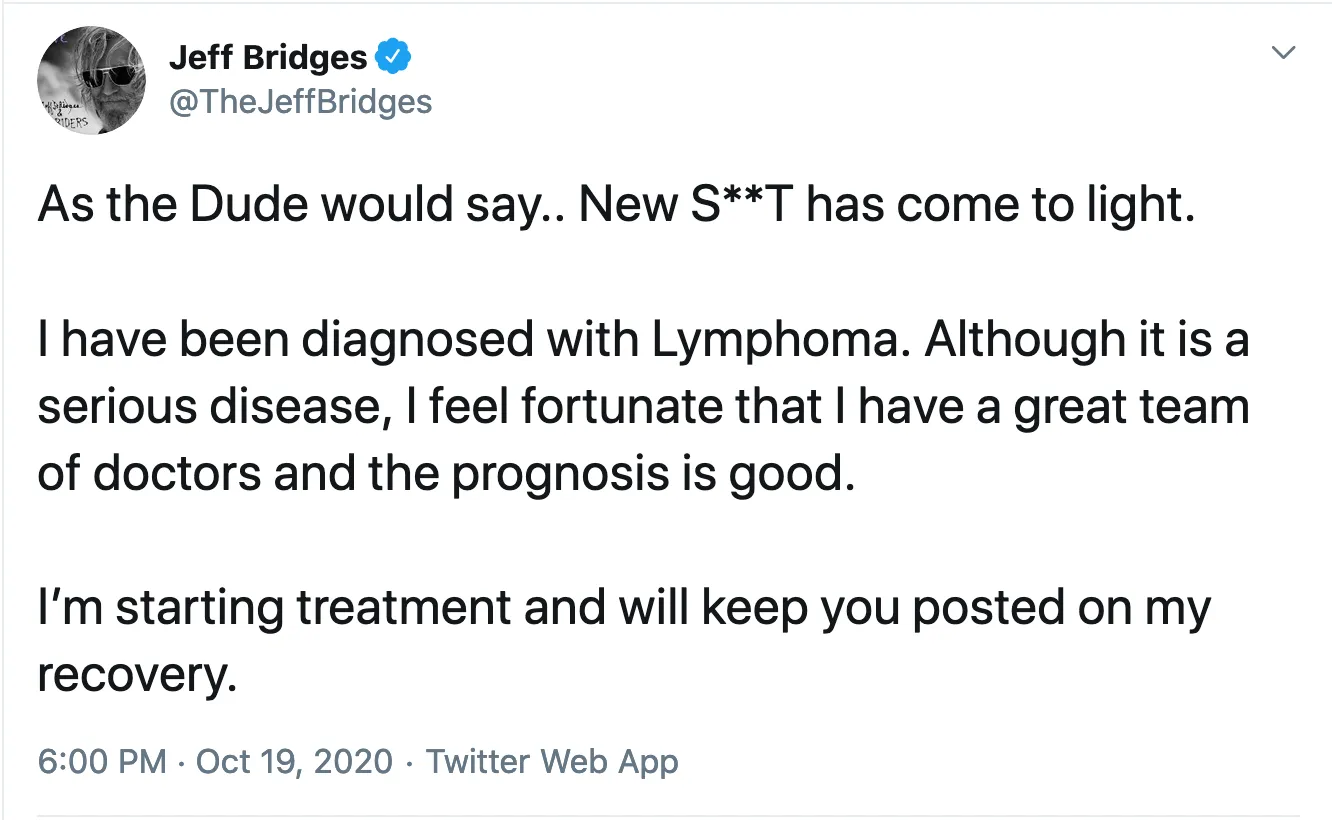 Jeff Bridges
@TheJeffBridges
As the Dude would say.. New S**T has come to light.
I have been diagnosed with Lymphoma. Although it is a
serious disease, I feel fortunate that I have a great team
of doctors and the prognosis is good.
I’m starting treatment and will keep you posted on my
recovery.
6:00 PM · Oct 19, 2020 · Twitter Web App